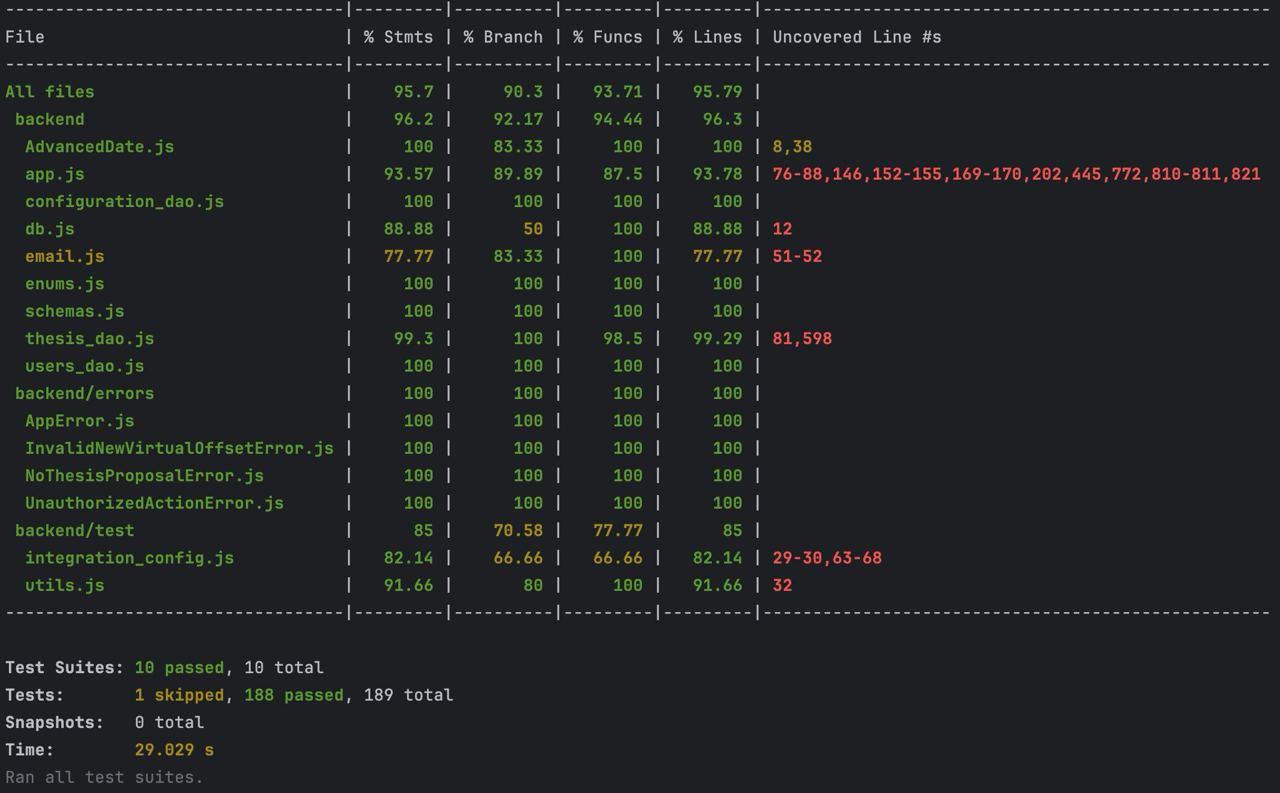 ---------------------------------|---------|----------|---------|---------|---------------------------------------------------
File                             | % Stmts | % Branch | % Funcs | % Lines | Uncovered Line #s
---------------------------------|---------|----------|---------|---------|---------------------------------------------------
All files                        |    95.7 |     90.3 |   93.71 |   95.79 |
 backend                         |    96.2 |    92.17 |   94.44 |    96.3 |
  AdvancedDate.js                |     100 |    83.33 |     100 |     100 | 8,38
  app.js                         |   93.57 |    89.89 |    87.5 |   93.78 | 76-88,146,152-155,169-170,202,445,772,810-811,821
  configuration_dao.js           |     100 |      100 |     100 |     100 |
  db.js                          |   88.88 |       50 |     100 |   88.88 | 12
  email.js                       |   77.77 |    83.33 |     100 |   77.77 | 51-52
  enums.js                       |     100 |      100 |     100 |     100 |
  schemas.js                     |     100 |      100 |     100 |     100 |
  thesis_dao.js                  |    99.3 |      100 |    98.5 |   99.29 | 81,598
  users_dao.js                   |     100 |      100 |     100 |     100 |
 backend/errors                  |     100 |      100 |     100 |     100 |
  AppError.js                    |     100 |      100 |     100 |     100 |
  InvalidNewVirtualOffsetError.js |     100 |      100 |     100 |     100 |
  NoThesisProposalError.js       |     100 |      100 |     100 |     100 |
  UnauthorizedActionError.js     |     100 |      100 |     100 |     100 |
 backend/test                    |      85 |    70.58 |   77.77 |      85 |
  integration_config.js          |   82.14 |    66.66 |   66.66 |   82.14 | 29-30,63-68
  utils.js                       |   91.66 |       80 |     100 |   91.66 | 32
---------------------------------|---------|----------|---------|---------|---------------------------------------------------
Test Suites: 10 passed, 10 total
Tests:       1 skipped, 188 passed, 189 total
Snapshots:   0 total
Time:        29.029 s
Ran all test suites.